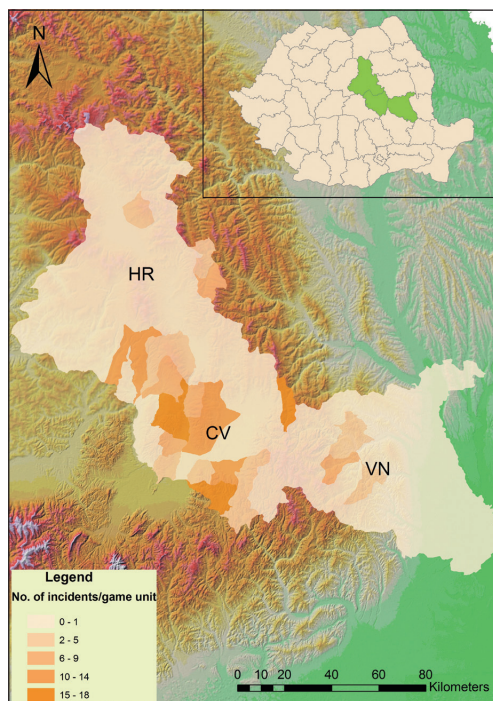 N
HR
CV
VN
Legend
No. of incidents/game unit
0 - 1
2 - 5
6 - 9
10 - 14
15 - 18
0 10 20 40 60 80
Kilometers